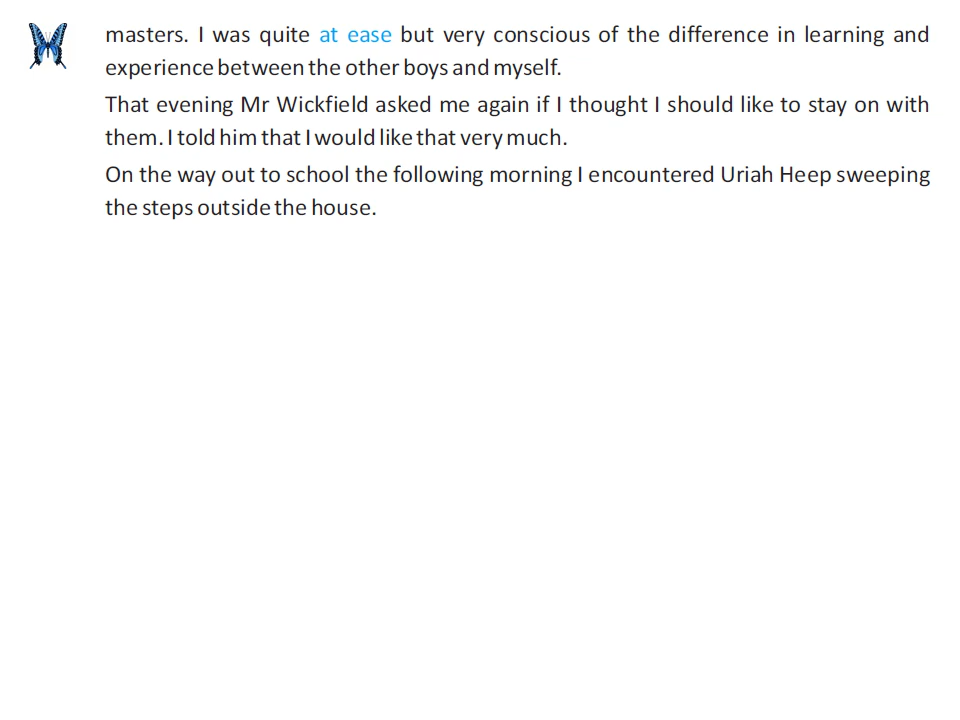 masters. I was quite at ease but very conscious of the difference in learning and
experience between the other boys and myself.
That evening Mr Wickfield asked me again if I thought I should like to stay on with
them. I told him that I would like that very much.
On the way out to school the following morning I encountered Uriah Heep sweeping
the steps outside the house.